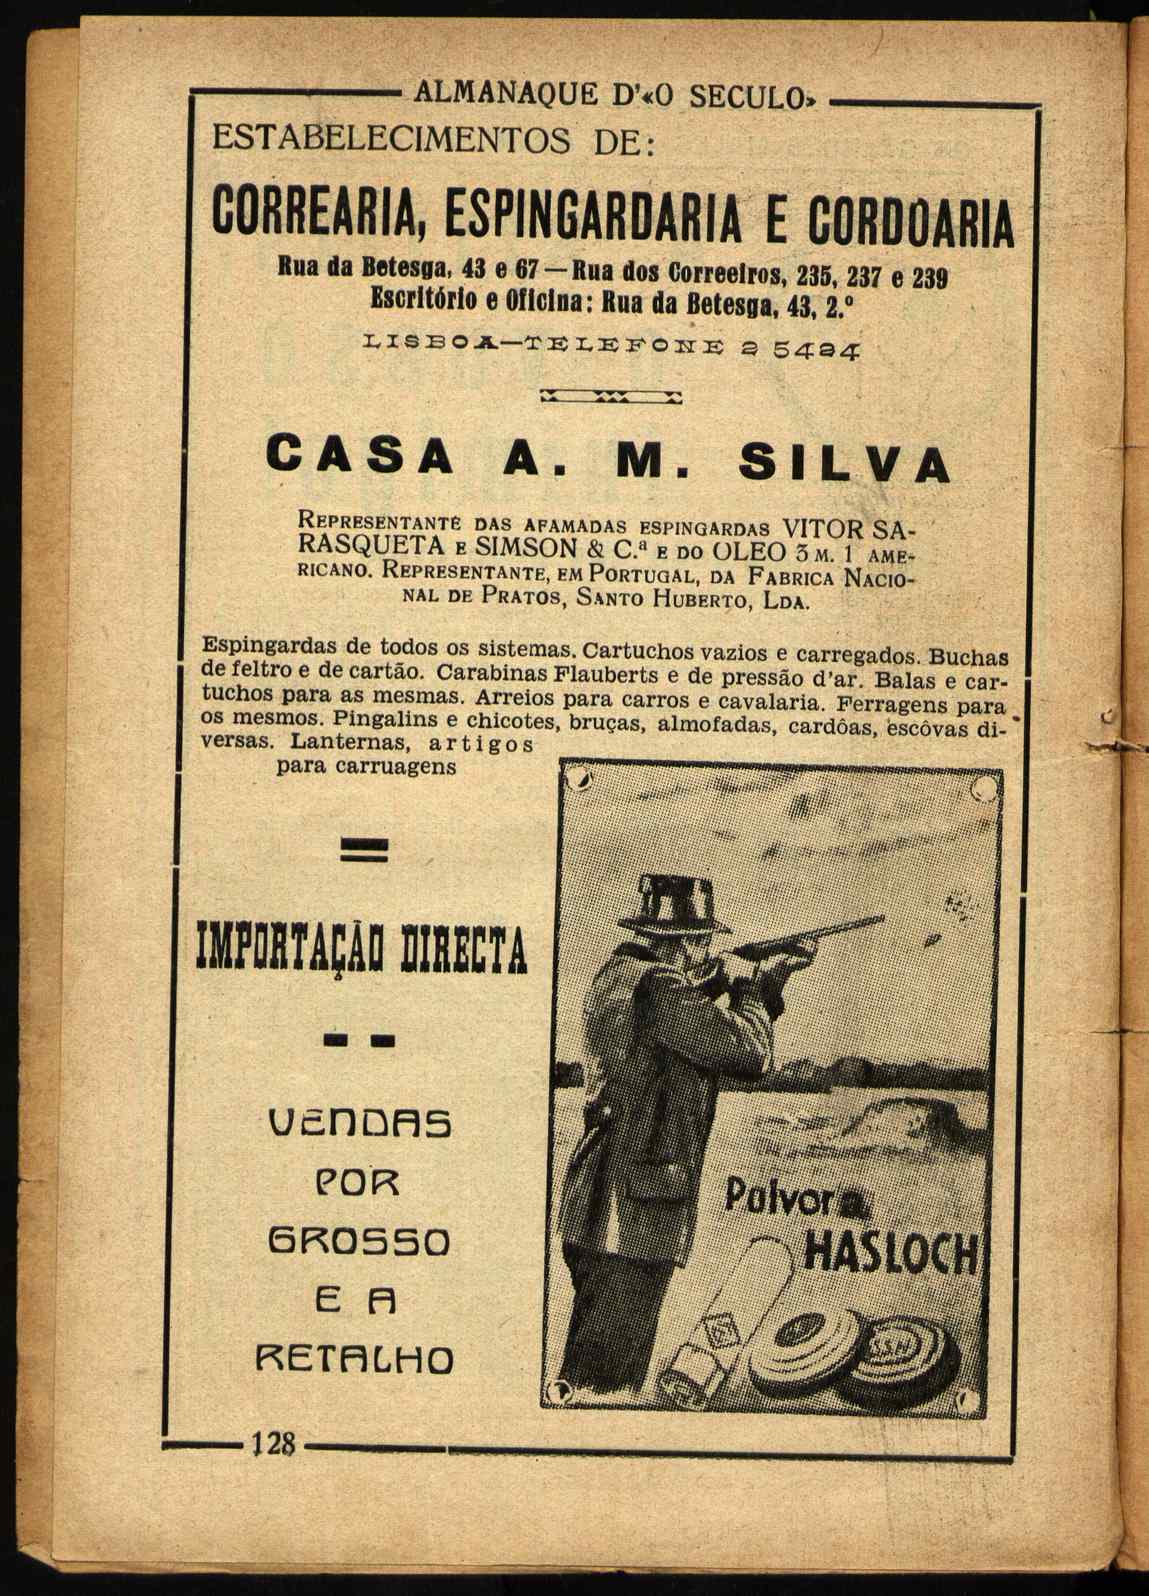 ALMANAQUE D'«O SECULO»
ESTABELECIMENTOS DE:
CORREARIA, ESPINGARDARIA E CORDOARIA
Rua da Betesga, 43 e 67—Rua dos Correeiros, 235, 237 e 239
Escritório e Oficina: Rua da Betesga, 43, 2.º
LISBOA—TELEFONE 2 5424
CASA A. M. SILVA
REPRESENTANTE DAS AFAMADAS ESPINGARDAS VITOR SA-
RASQUETA E SIMSON & C.ª E DO OLEO 3 M. 1 AME-
RICANO. REPRESENTANTE, EM PORTUGAL, DA FABRICA NACIO-
NAL DE PRATOS, SANTO HUBERTO, LDA.
Espingardas de todos os sistemas. Cartuchos vazios e carregados. Buchas
de feltro e de cartão. Carabinas Flauberts e de pressão d'ar. Balas e car-
tuchos para as mesmas. Arreios para carros e cavalaria. Ferragens para
os mesmos. Pingalins e chicotes, bruças, almofadas, cardôas, escôvas di-
versas. Lanternas, artigos
para carruagens
IMPORTAÇÃO DIRECTA
VENDAS
POR
GROSSO
E A
RETALHO
Polvora
HASLOCH
SSH
128